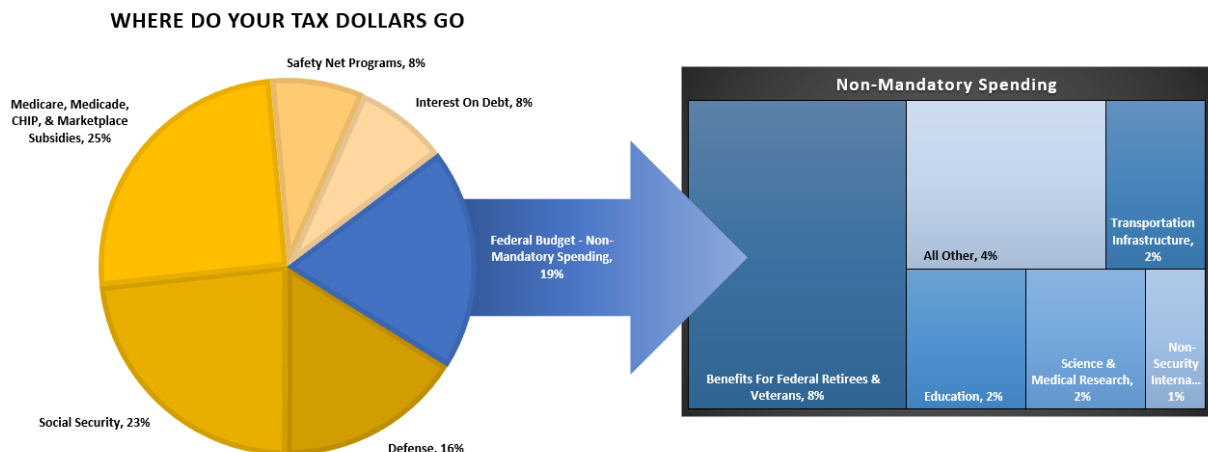 WHERE DO YOUR TAX DOLLARS GO
Safety Net Programs, 8%
Interest On Debt, 8%
Medicare, Medicade,
CHIP, & Marketplace
Subsidies, 25%
Federal Budget - Non-
Mandatory Spending,
19%
Social Security, 23%
Defense, 16%
Non-Mandatory Spending
Benefits For Federal Retirees &
Veterans, 8%
All Other, 4%
Transportation
Infrastructure,
2%
Education, 2%
Science &
Medical Research,
2%
Non-
Security
Interna...
1%